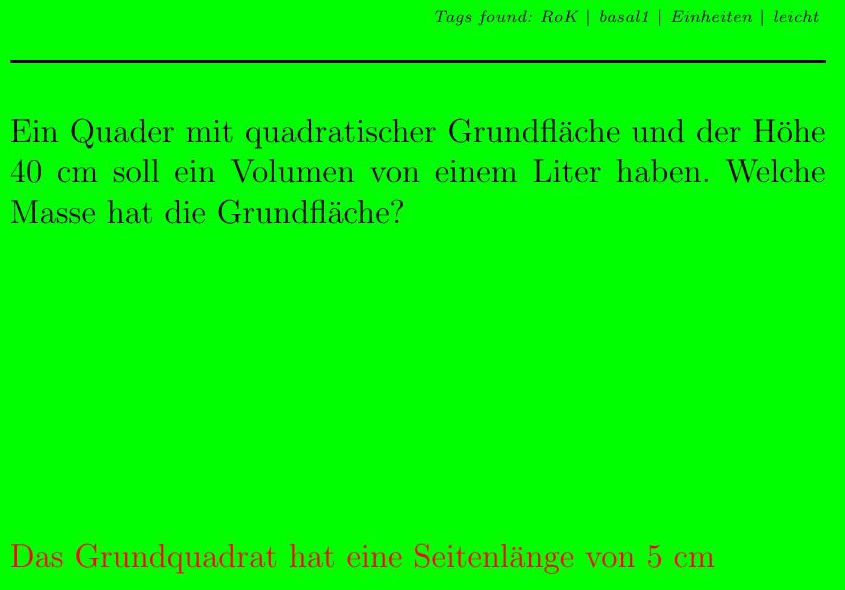 Tags found: RoK | basal1 | Einheiten | leicht
Ein Quader mit quadratischer Grundfläche und der Höhe
40 cm soll ein Volumen von einem Liter haben. Welche
Masse hat die Grundfläche?
Das Grundquadrat hat eine Seitenlänge von 5 cm